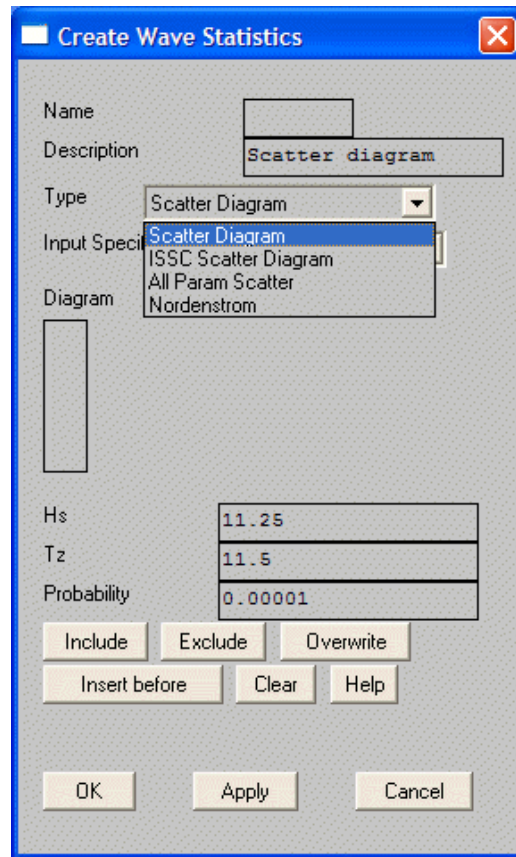 Create Wave Statistics
Name
Description Scatter diagram
Type Scatter Diagram
Input Speci
Scatter Diagram
ISSC Scatter Diagram
All Param Scatter
Nordenstrom
Diagram
Hs 11.25
Tz 11.5
Probability 0.00001
Include Exclude Overwrite
Insert before Clear Help
OK Apply Cancel